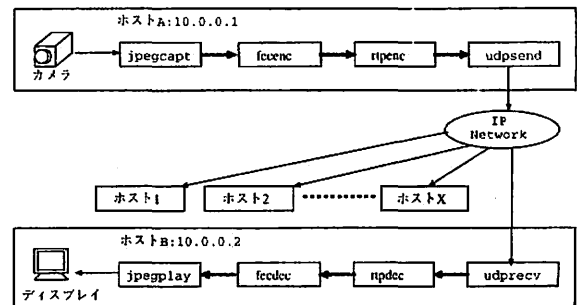 ホストA:10.0.0.1
カメラ
jpegcapt
fecenc
rtpenc
udpsend
IP
Network
ホスト1
ホスト2
ホストX
ホストB:10.0.0.2
ディスプレイ
jpegplay
fecdec
rtpdec
udprecv